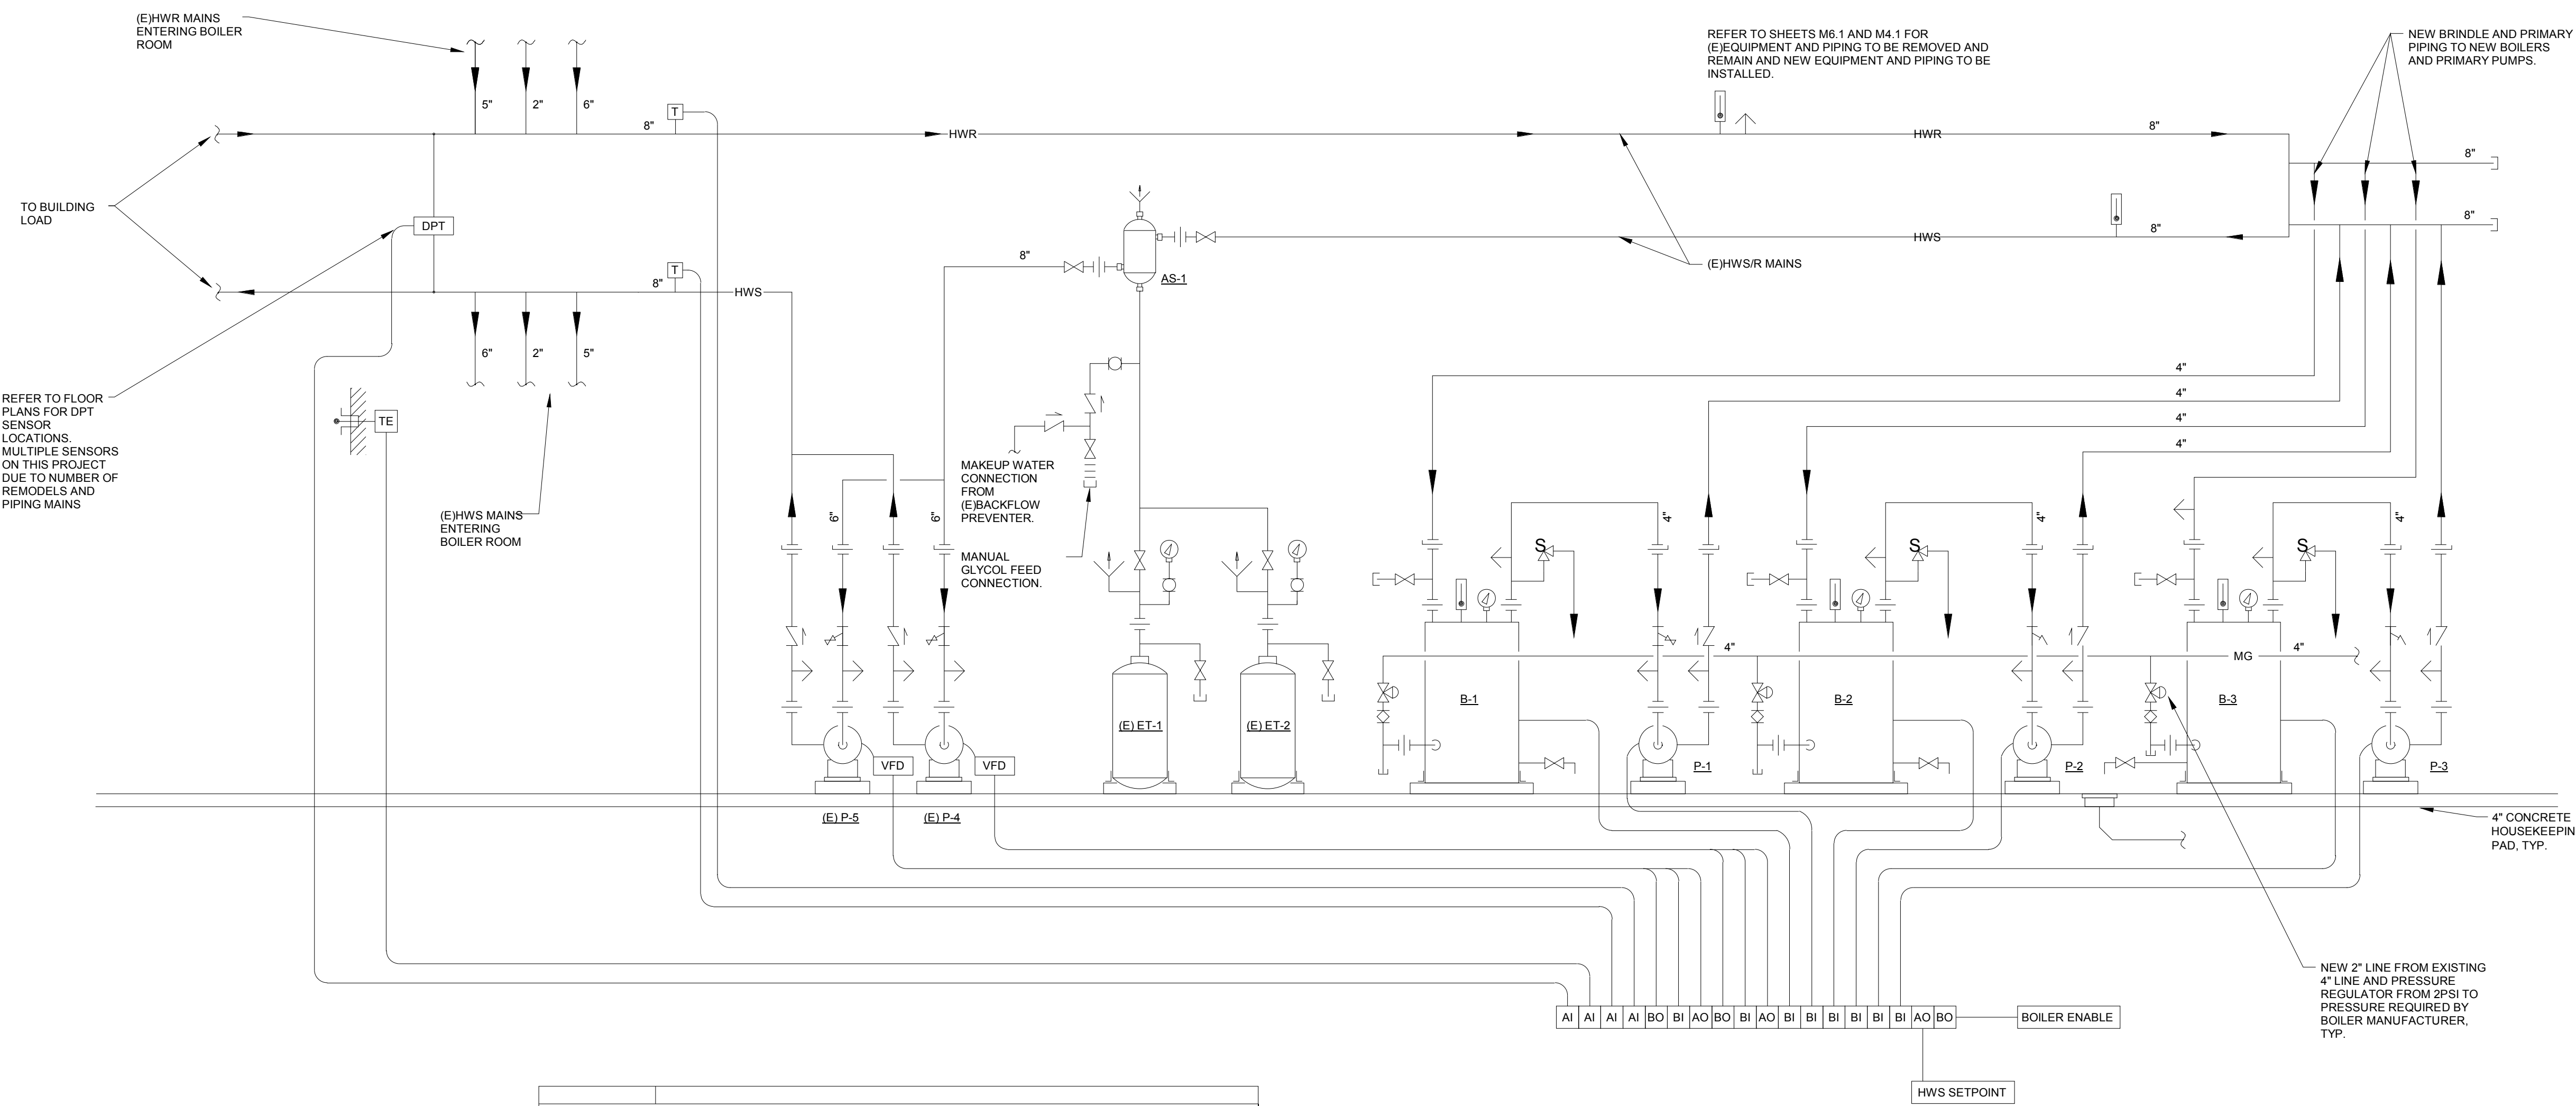 (E)HWR MAINS
ENTERING BOILER
ROOM
REFER TO SHEETS M6.1 AND M4.1 FOR
(E)EQUIPMENT AND PIPING TO BE REMOVED AND
REMAIN AND NEW EQUIPMENT AND PIPING TO BE
INSTALLED.
NEW BRINDLE AND PRIMARY
PIPING TO NEW BOILERS
AND PRIMARY PUMPS.
5"
2"
6"
T
8"
HWR
HWR
8"
8"
TO BUILDING
LOAD
DPT
8"
HWS
8"
8"
T
8"
HWS
AS-1
(E)HWS/R MAINS
6"
2"
5"
4"
4"
4"
4"
REFER TO FLOOR
PLANS FOR DPT
SENSOR
LOCATIONS.
MULTIPLE SENSORS
ON THIS PROJECT
DUE TO NUMBER OF
REMODELS AND
PIPING MAINS
TE
(E)HWS MAINS
ENTERING
BOILER ROOM
MAKEUP WATER
CONNECTION
FROM
(E)BACKFLOW
PREVENTER.
MANUAL
GLYCOL FEED
CONNECTION.
6"
6"
S
4"
S
4"
S
4"
4"
MG
4"
(E) ET-1
(E) ET-2
B-1
B-2
B-3
VFD
VFD
P-1
P-2
P-3
(E) P-5
(E) P-4
4" CONCRETE
HOUSEKEEPIN
PAD, TYP.
NEW 2" LINE FROM EXISTING
4" LINE AND PRESSURE
REGULATOR FROM 2PSI TO
PRESSURE REQUIRED BY
BOILER MANUFACTURER,
TYP.
AI AI AI AI BO BI AO BO BI AO BI BI BI BI BI BI AO BO
BOILER ENABLE
HWS SETPOINT